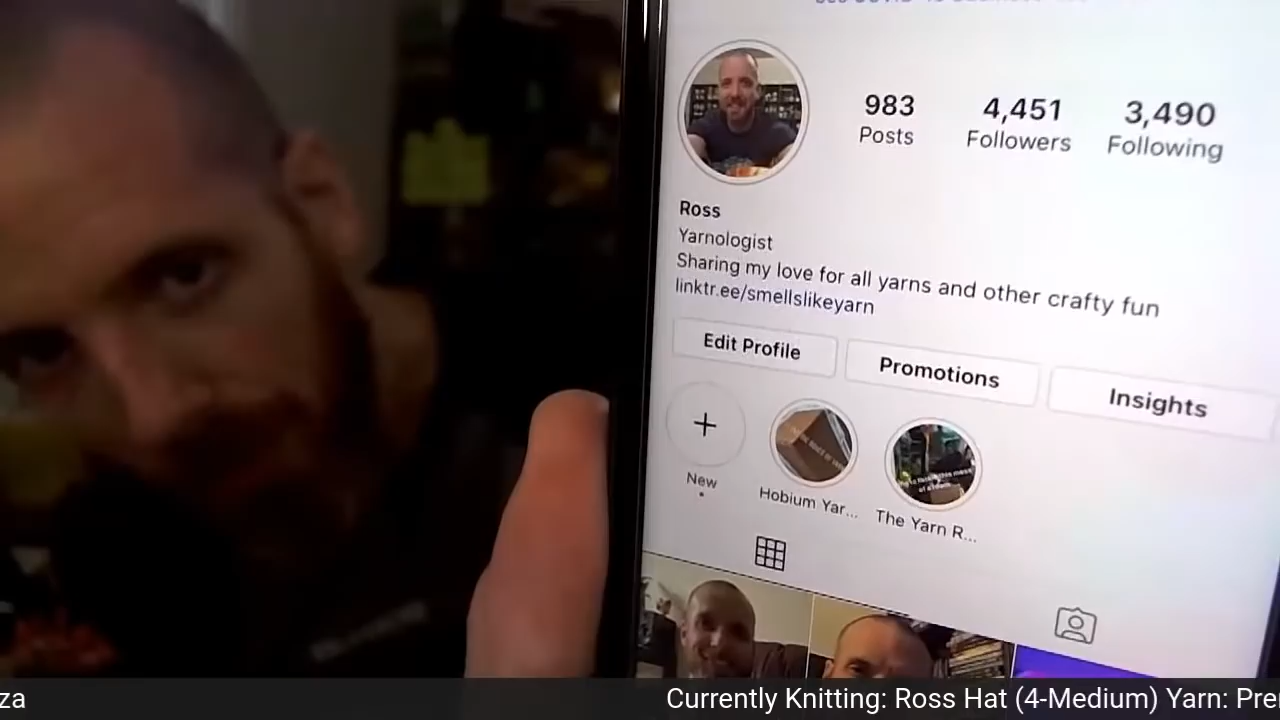 983
Posts
4,451
Followers
3,490
Following
Ross
Yarnologist
Sharing my love for all yarns and other crafty fun
linktr.ee/smellslikeyarn
Edit Profile
Promotions
Insights
New
Hobium Yar...
The Yarn R...
za
Currently Knitting: Ross Hat (4-Medium) Yarn: Pre